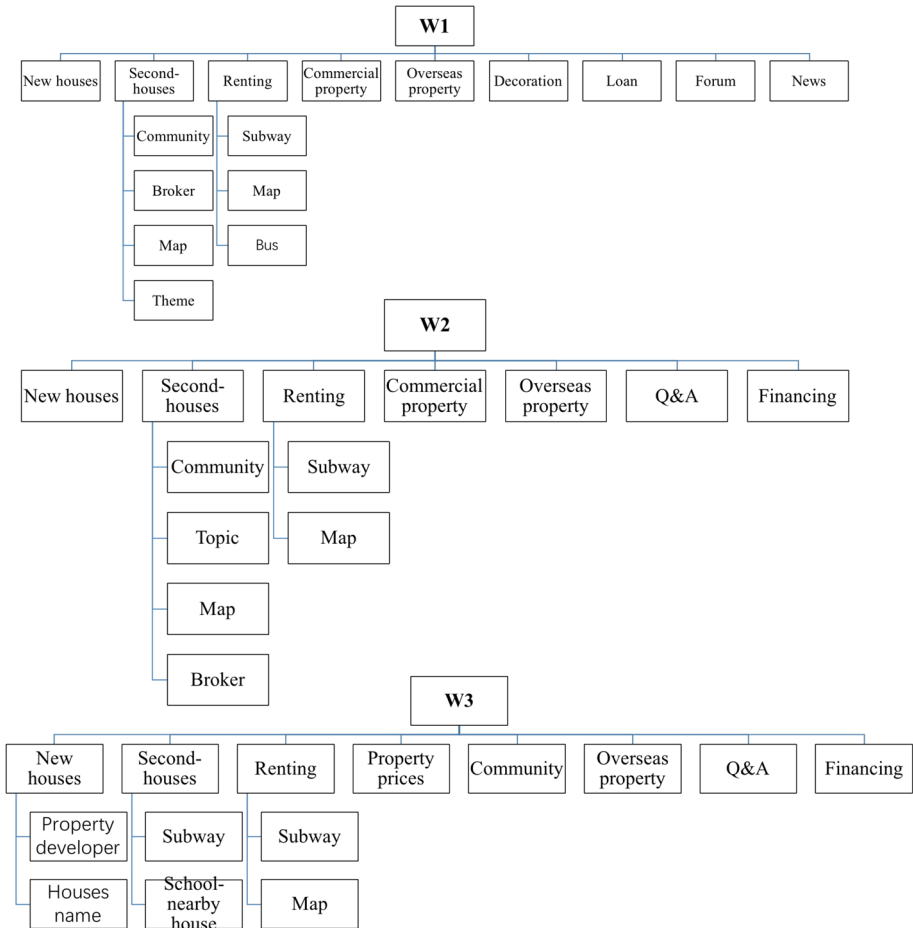 W1
New houses
Second-
houses
Renting
Commercial
property
Overseas
property
Decoration
Loan
Forum
News
Community
Subway
Broker
Map
Map
Bus
Theme
W2
New houses
Second-
houses
Renting
Commercial
property
Overseas
property
Q&A
Financing
Community
Subway
Topic
Map
Map
Broker
W3
New
houses
Second-
houses
Renting
Property
prices
Community
Overseas
property
Q&A
Financing
Property
developer
Subway
Subway
Houses
name
School-
nearby
house
Map